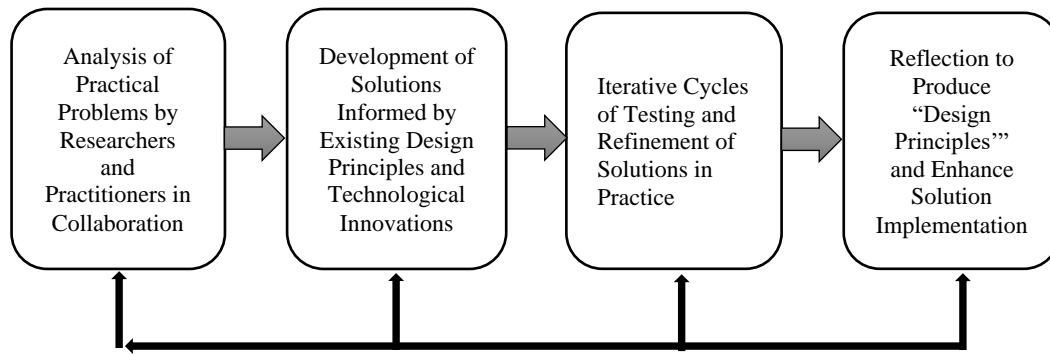 Analysis of
Practical
Problems by
Researchers
and
Practitioners in
Collaboration
Development of
Solutions
Informed by
Existing Design
Principles and
Technological
Innovations
Iterative Cycles
of Testing and
Refinement of
Solutions in
Practice
Reflection to
Produce
“Design
Principles’”
and Enhance
Solution
Implementation